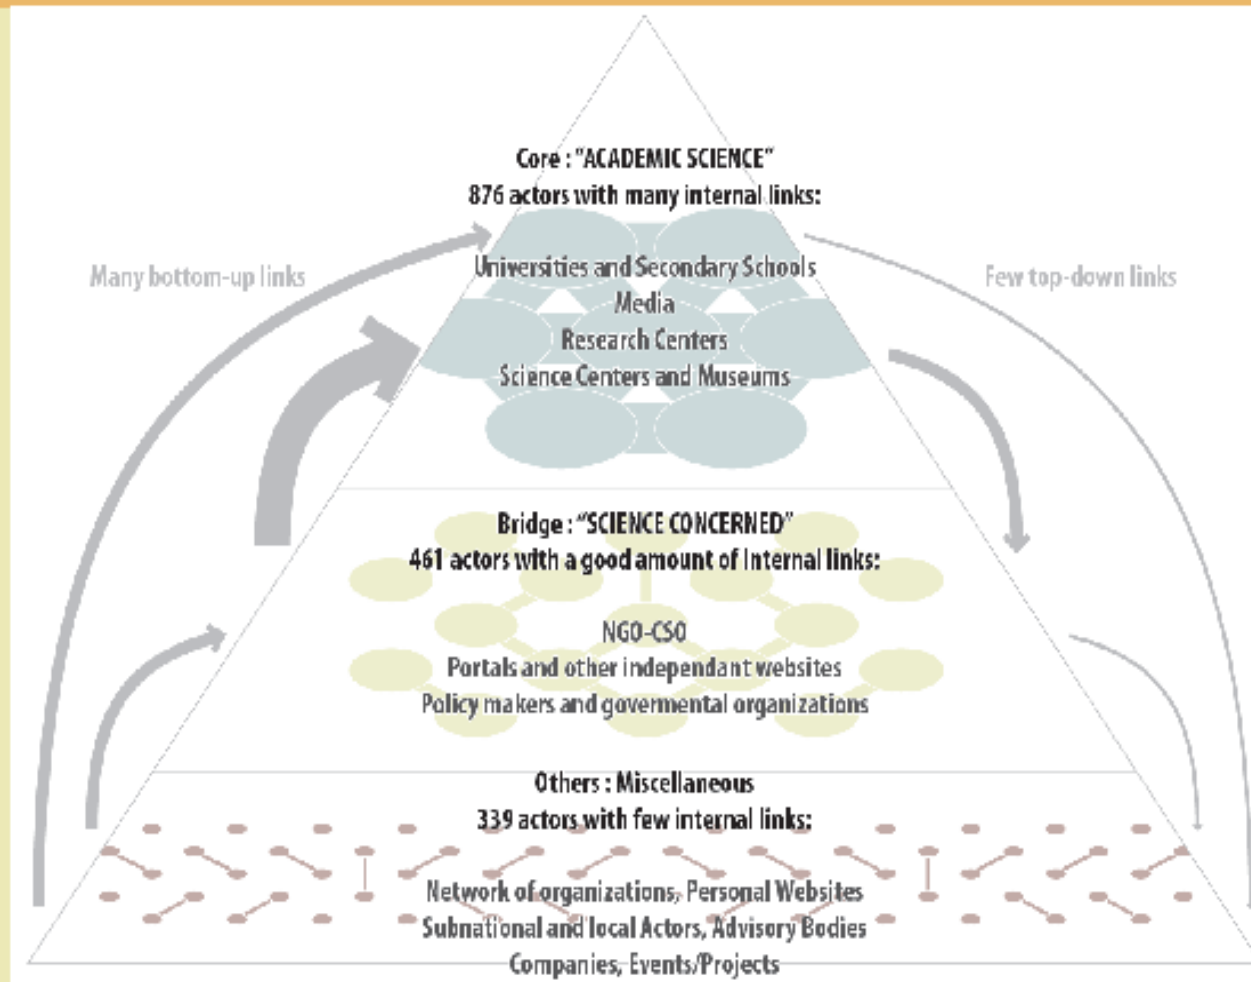 Core : "ACADEMIC SCIENCE"
876 actors with many internal links:
Many bottom-up links
Few top-down links
Universities and Secondary Schools
Media
Research Centers
Science Centers and Museums
Bridge : "SCIENCE CONCERNED"
461 actors with a good amount of Internal links:
NGO-CSO
Portals and other independant websites
Policy makers and govermental organizations
Others : Miscellaneous
339 actors with few internal links:
Network of organizations, Personal Websites
Subnational and local Actors, Advisory Bodies
Companies, Events/Projects